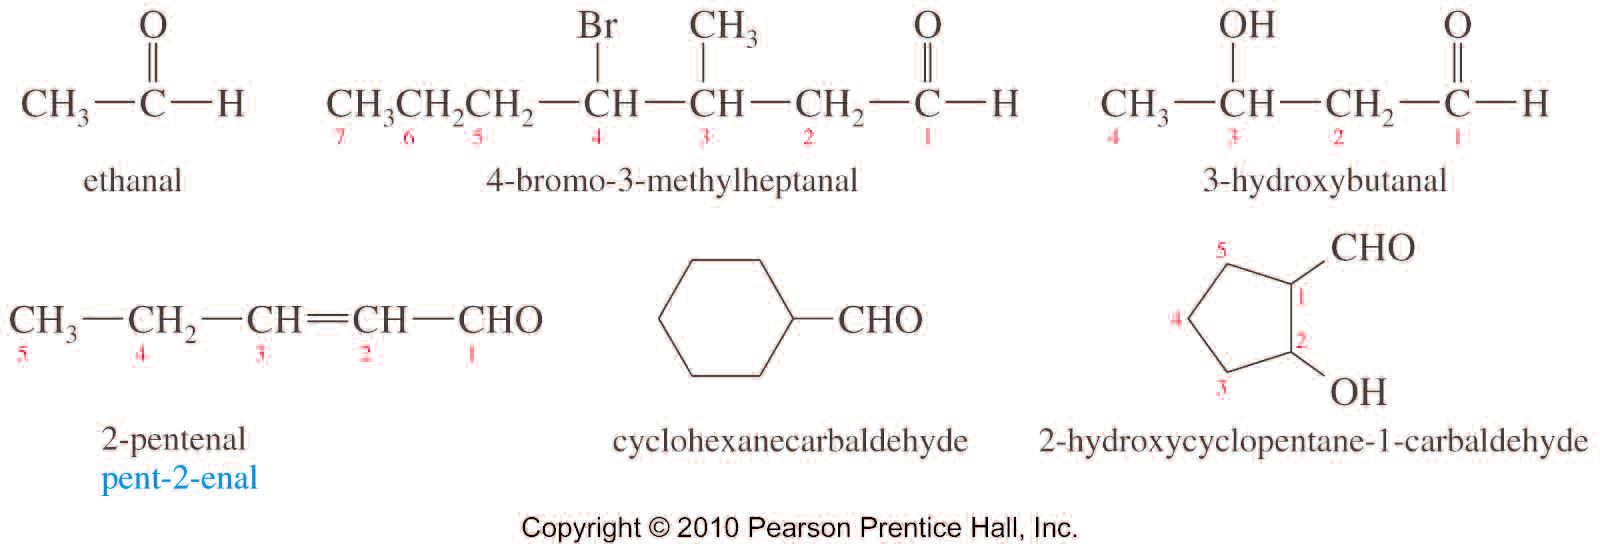 O Br CH₃ O OH O
CH₃—C—H CH₃CH₂CH₂—CH—CH—CH₂—C—H CH₃—CH—CH₂—C—H
7 6 5 4 3 2 1 4 3 2 1
ethanal 4-bromo-3-methylheptanal 3-hydroxybutanal
5 CHO
1
CH₃—CH₂—CH=CH—CHO CHO 4
5 4 3 2 1 2
3 OH
2-pentenal cyclohexanecarbaldehyde 2-hydroxycyclopentane-1-carbaldehyde
pent-2-enal
Copyright © 2010 Pearson Prentice Hall, Inc.